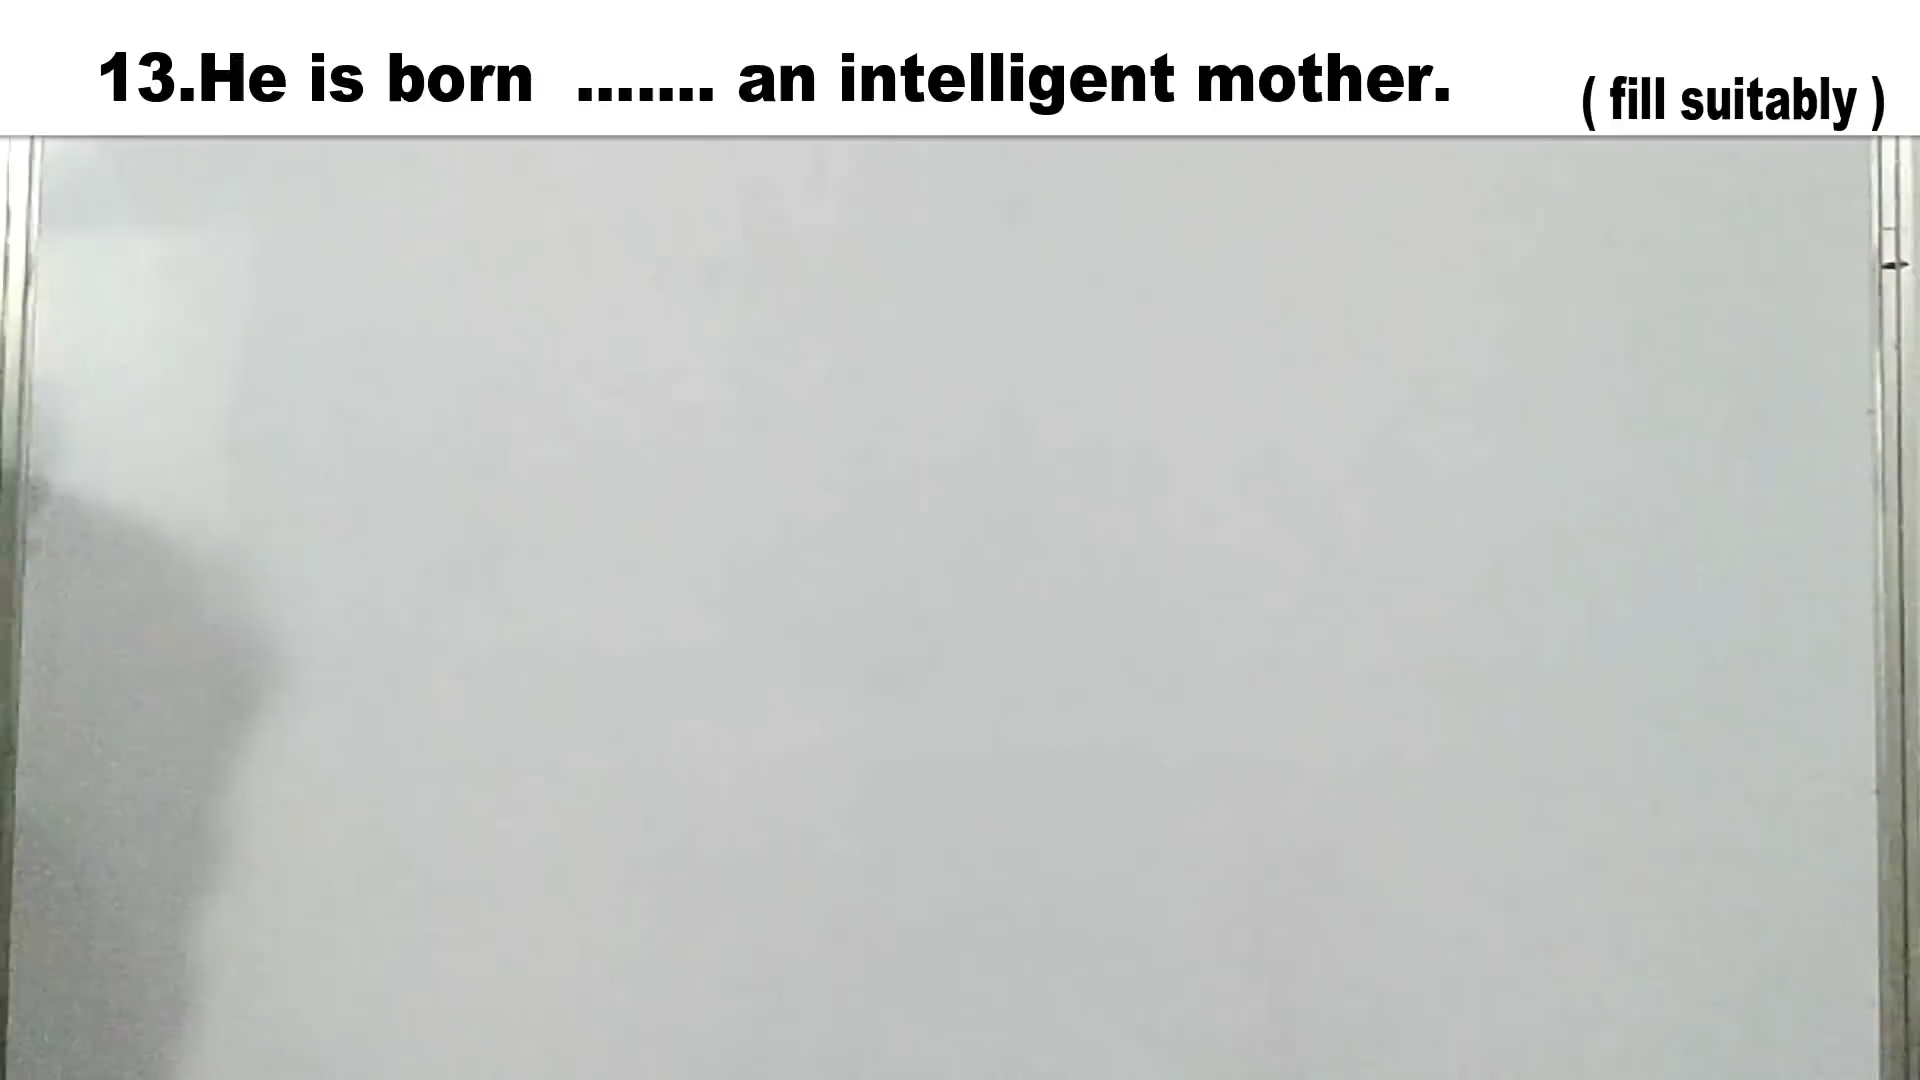 13.He is born ....... an intelligent mother. ( fill suitably )